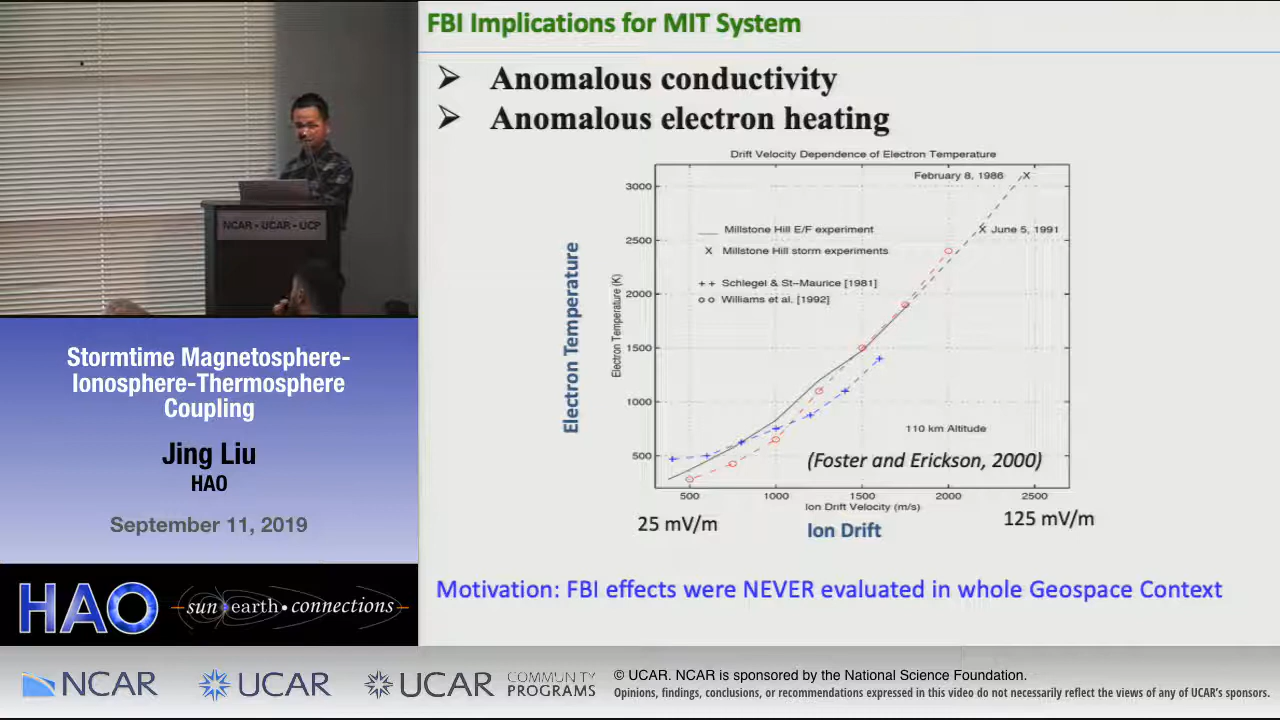 FBI Implications for MIT System
➢ Anomalous conductivity
➢ Anomalous electron heating
Drift Velocity Dependence of Electron Temperature
February 8, 1986 X
X June 5, 1991
___ Millstone Hill E/F experiment
X Millstone Hill storm experiments
+ + Schlegel & St-Maurice [1981]
o o Williams et al. [1992]
3000
2500
2000
1500
1000
500
Electron Temperature
Electron Temperature (K)
110 km Altitude
(Foster and Erickson, 2000)
500 1000 1500 2000 2500
Ion Drift Velocity (m/s)
25 mV/m
Ion Drift
125 mV/m
Motivation: FBI effects were NEVER evaluated in whole Geospace Context
NCAR - UCAR - UCP
Stormtime Magnetosphere-
Ionosphere-Thermosphere
Coupling
Jing Liu
HAO
September 11, 2019
HAO sun•earth•connections
NCAR
UCAR
UCAR COMMUNITY
PROGRAMS
© UCAR. NCAR is sponsored by the National Science Foundation.
Opinions, findings, conclusions, or recommendations expressed in this video do not necessarily reflect the views of any of UCAR's sponsors.